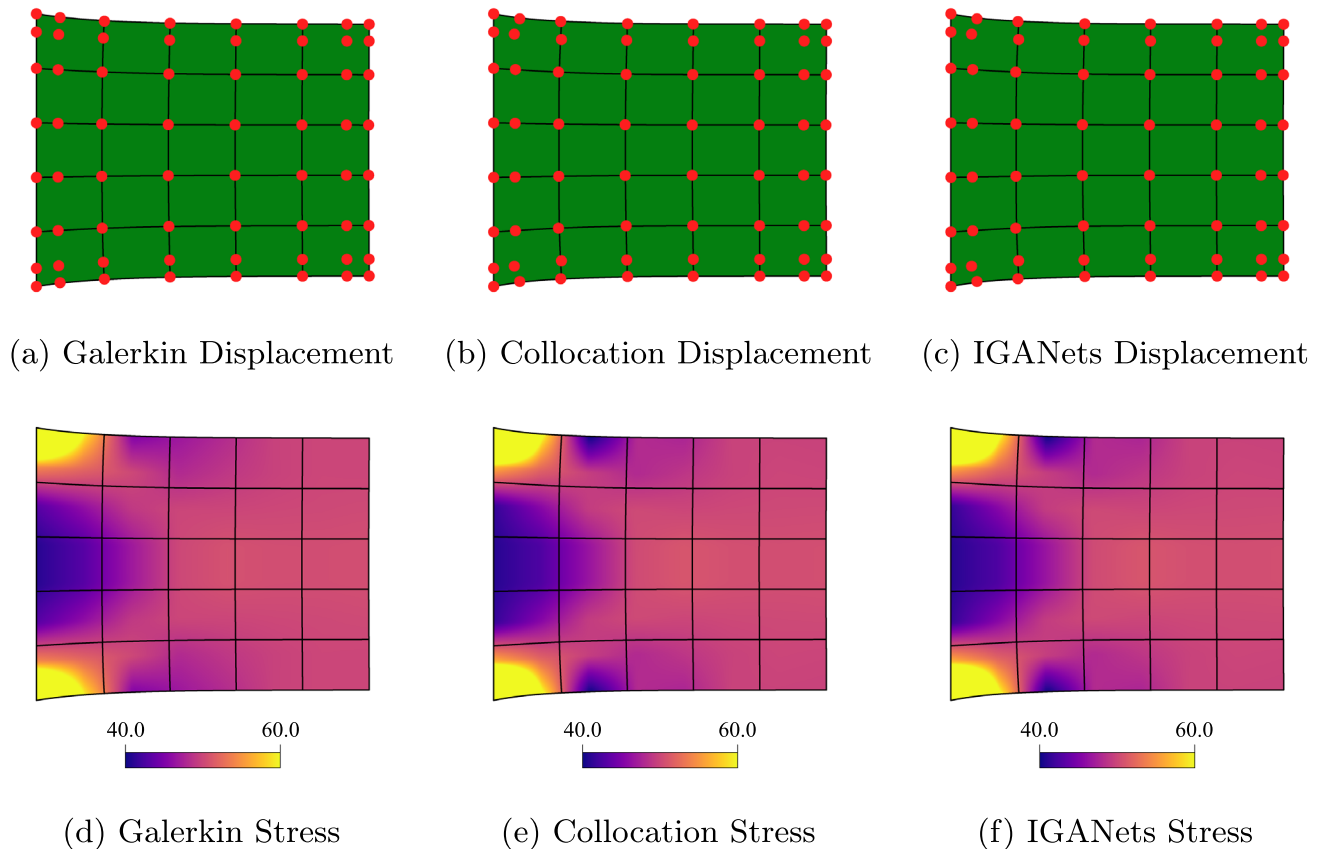 (a) Galerkin Displacement
(b) Collocation Displacement
(c) IGANets Displacement
40.0 60.0
40.0 60.0
40.0 60.0
(d) Galerkin Stress
(e) Collocation Stress
(f) IGANets Stress